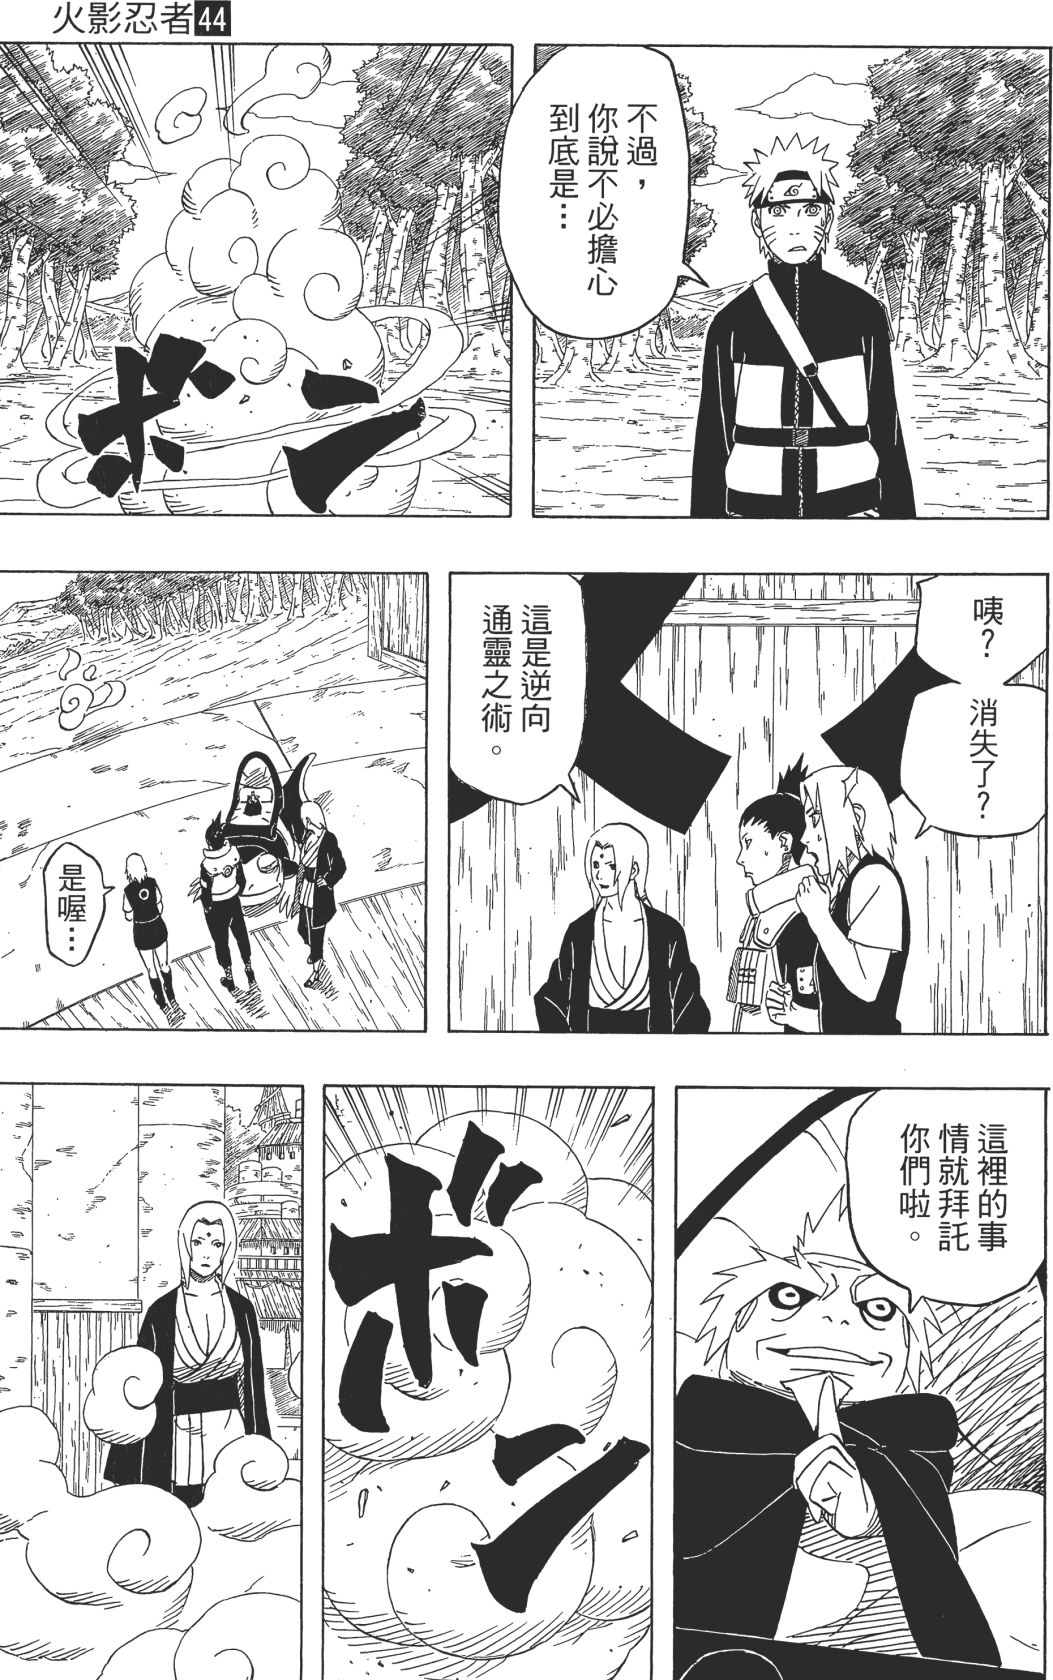 火影忍者44
不過，
你說不必擔心
到底是…
ボン
咦？
消失了？
這是逆向
通靈之術。
是喔…
這裡的事
情就拜託
你們啦。
ボン